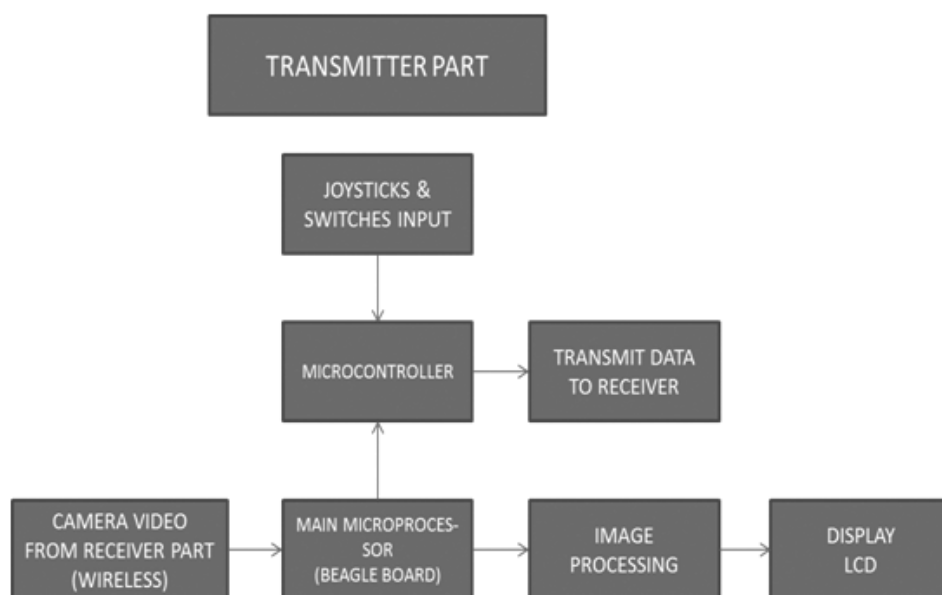 TRANSMITTER PART
JOYSTICKS &
SWITCHES INPUT
MICROCONTROLLER
TRANSMIT DATA
TO RECEIVER
CAMERA VIDEO
FROM RECEIVER PART
(WIRELESS)
MAIN MICROPROCES-
SOR
(BEAGLE BOARD)
IMAGE
PROCESSING
DISPLAY
LCD